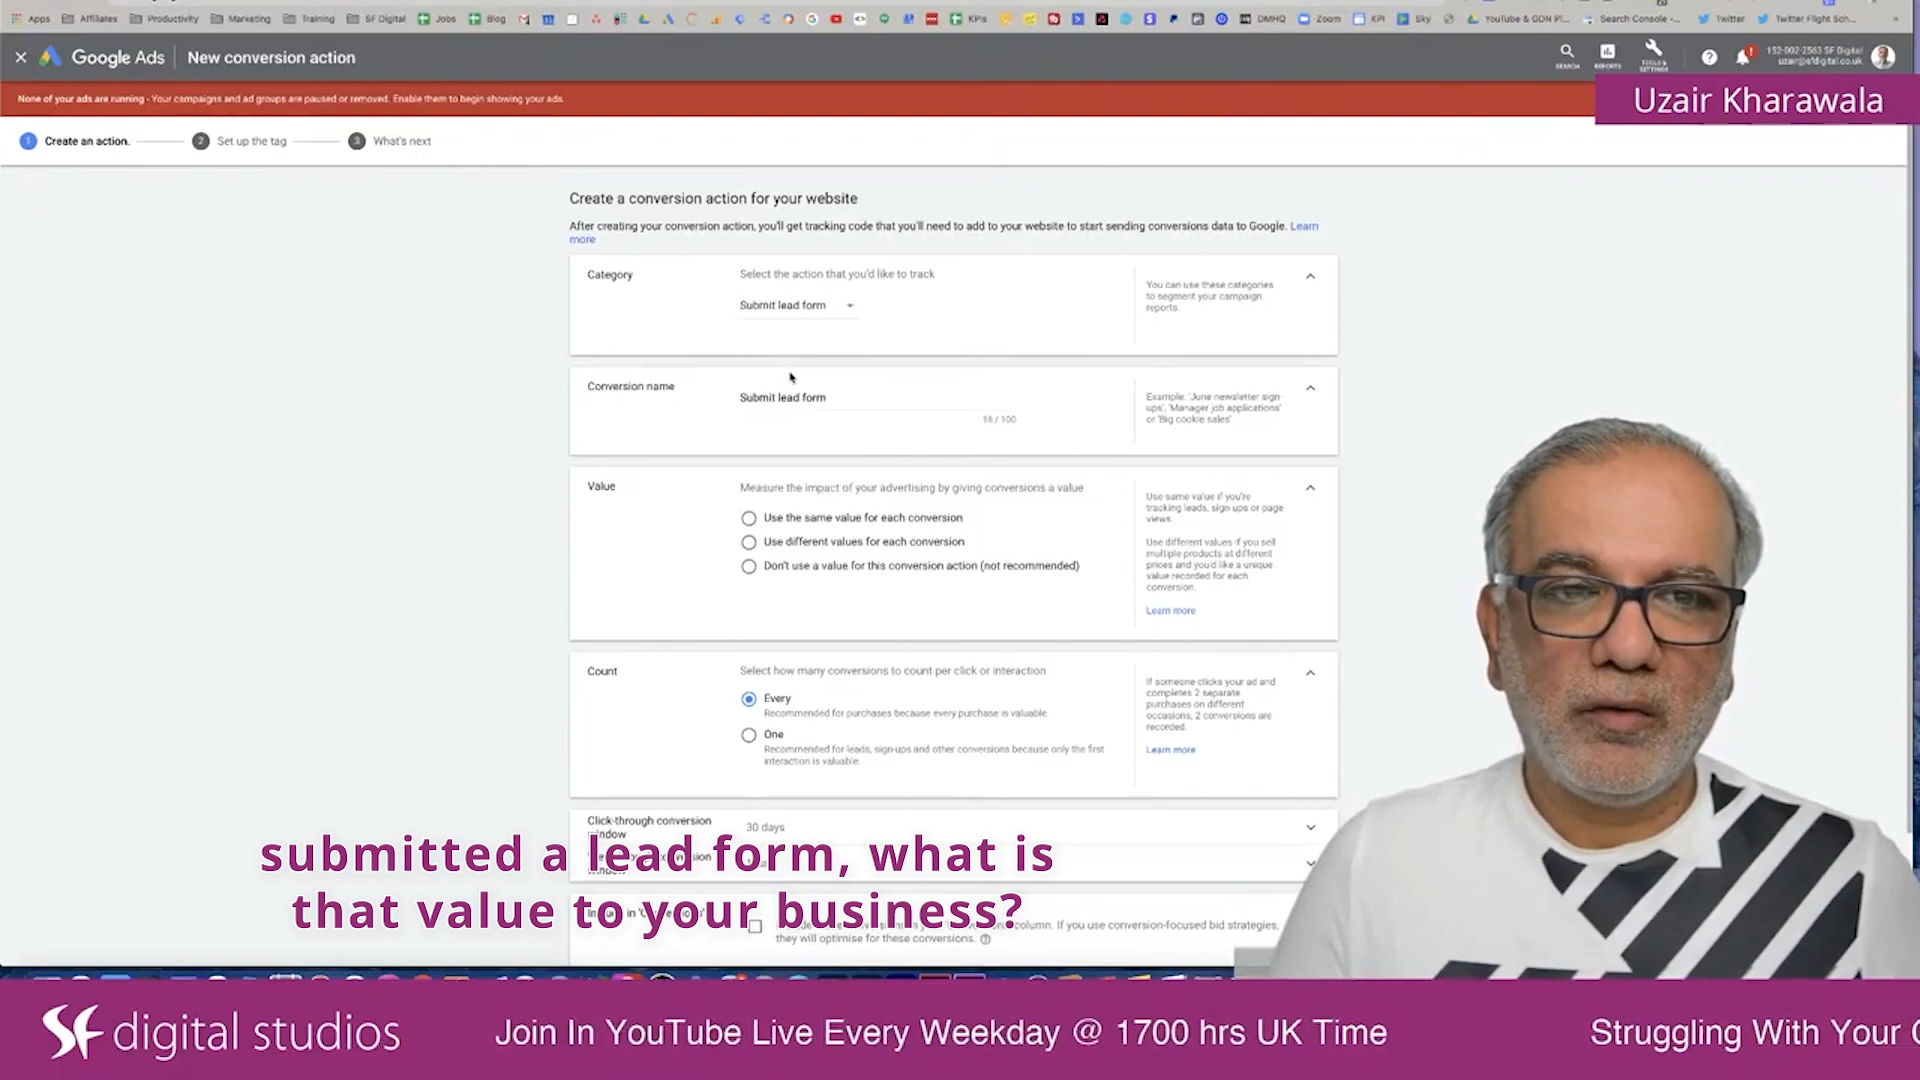 Apps Affiliates Productivity Marketing Training SF Digital Jobs Blog KPIs DMHQ Zoom KPI Sky YouTube & GDN Pl... Search Console -... Twitter Twitter Flight Sch...
Google Ads New conversion action
SEARCH REPORTS TOOLS & SETTINGS
152-002-2563 SF Digital
uzair@sfdigital.co.uk
None of your ads are running - Your campaigns and ad groups are paused or removed. Enable them to begin showing your ads.
Uzair Kharawala
1 Create an action. 2 Set up the tag 3 What's next
Create a conversion action for your website
After creating your conversion action, you'll get tracking code that you'll need to add to your website to start sending conversions data to Google. Learn
more
Category
Select the action that you'd like to track
Submit lead form
You can use these categories
to segment your campaign
reports.
Conversion name
Submit lead form
16 / 100
Example: 'June newsletter sign
ups', 'Manager job applications'
or 'Big cookie sales'
Value
Measure the impact of your advertising by giving conversions a value
Use the same value for each conversion
Use different values for each conversion
Don't use a value for this conversion action (not recommended)
Use same value if you're
tracking leads, sign ups or page
views.
Use different values if you sell
multiple products at different
prices and you'd like a unique
value recorded for each
conversion.
Learn more
Count
Select how many conversions to count per click or interaction
Every
Recommended for purchases because every purchase is valuable.
One
Recommended for leads, sign-ups and other conversions because only the first
interaction is valuable.
If someone clicks your ad and
completes 2 separate
purchases on different
occasions, 2 conversions are
recorded.
Learn more
Click-through conversion
window
30 days
submitted a lead form, what is
that value to your business?
column. If you use conversion-focused bid strategies,
they will optimise for these conversions.
SF digital studios
Join In YouTube Live Every Weekday @ 1700 hrs UK Time
Struggling With Your